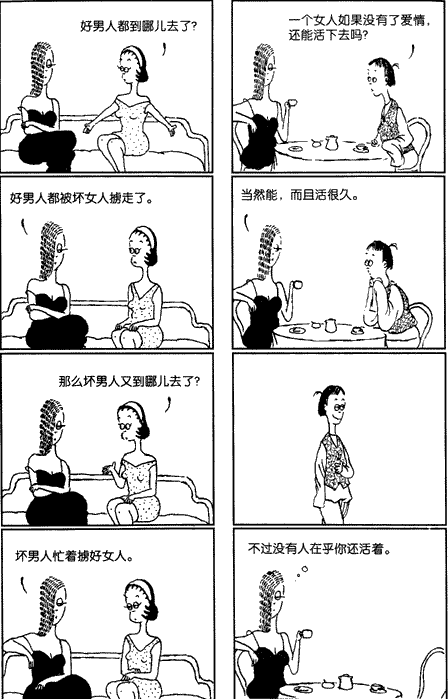 好男人都到哪儿去了?
好男人都被坏女人掳走了。
那么坏男人又到哪儿去了?
坏男人忙着掳好女人。
一个女人如果没有了爱情,
还能活下去吗?
当然能，而且活很久。
不过没有人在乎你还活着。